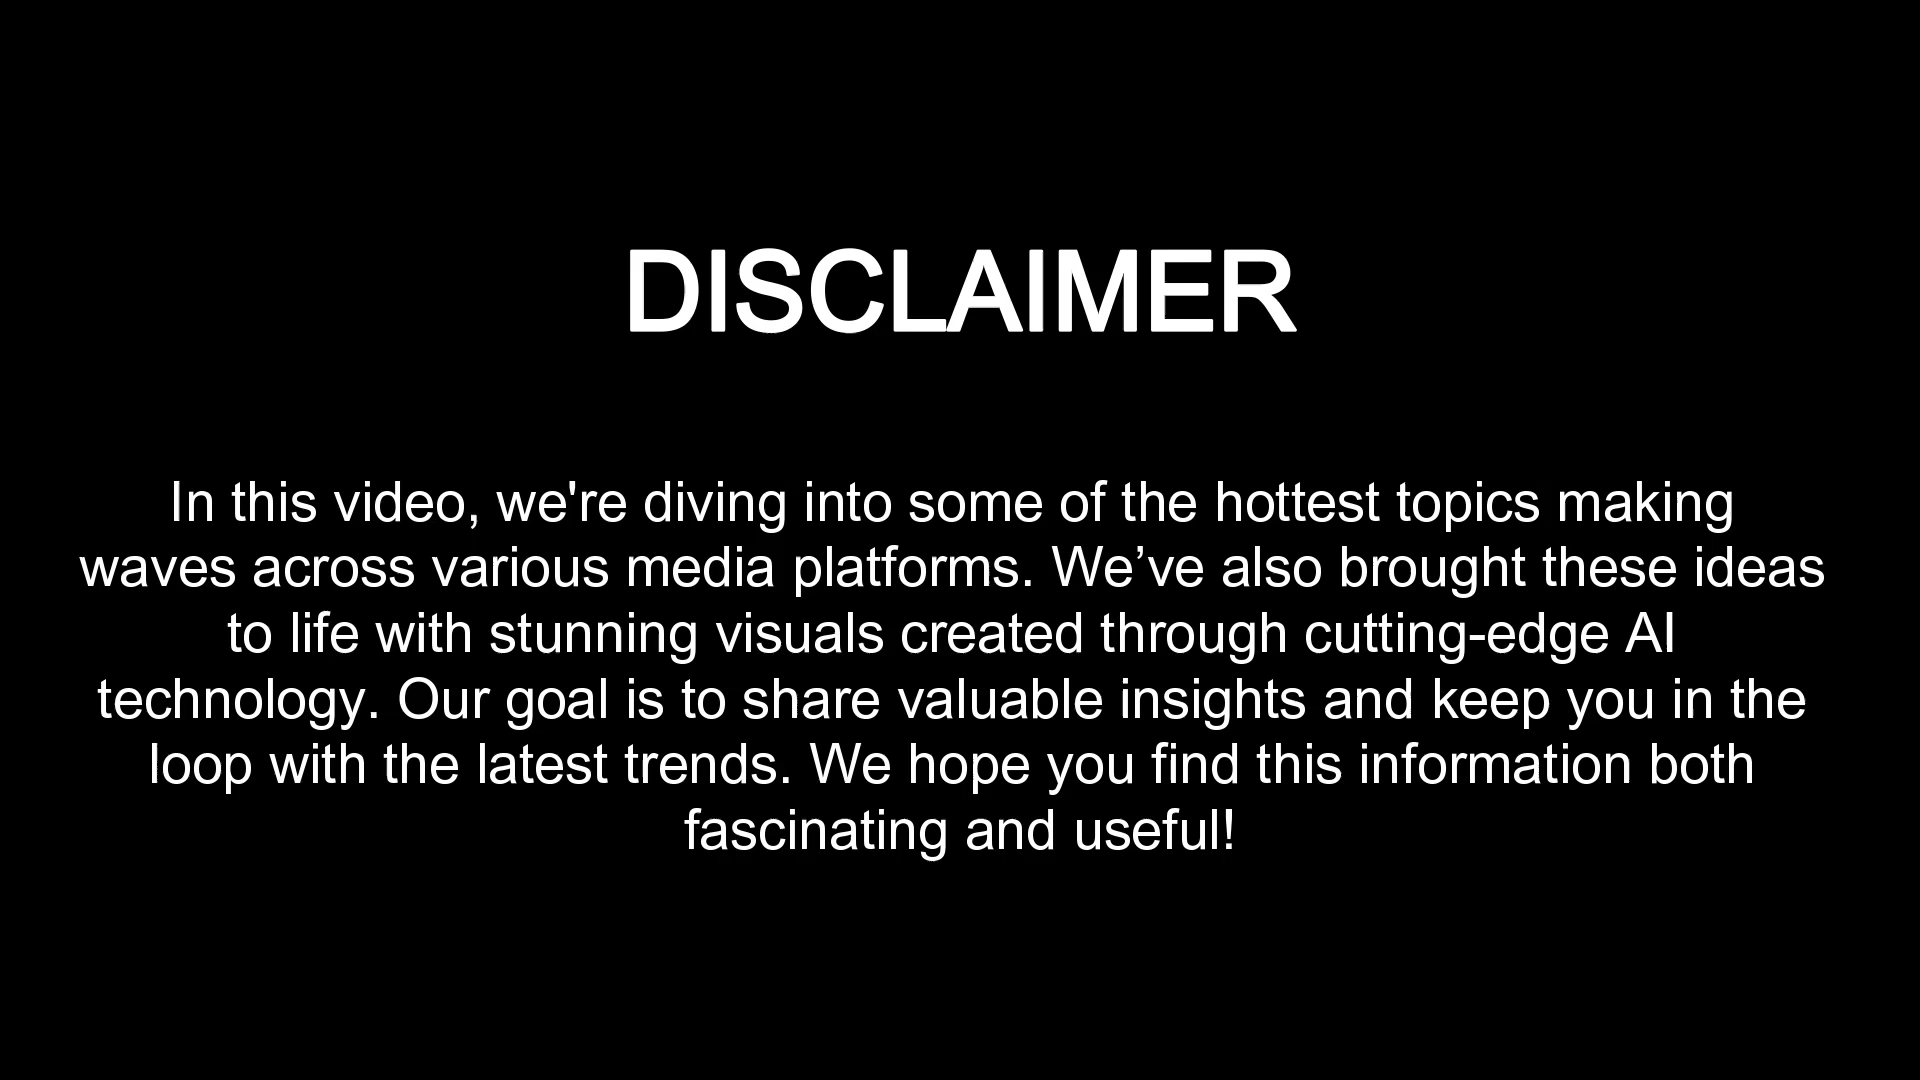 DISCLAIMER
In this video, we're diving into some of the hottest topics making
waves across various media platforms. We’ve also brought these ideas
to life with stunning visuals created through cutting-edge AI
technology. Our goal is to share valuable insights and keep you in the
loop with the latest trends. We hope you find this information both
fascinating and useful!